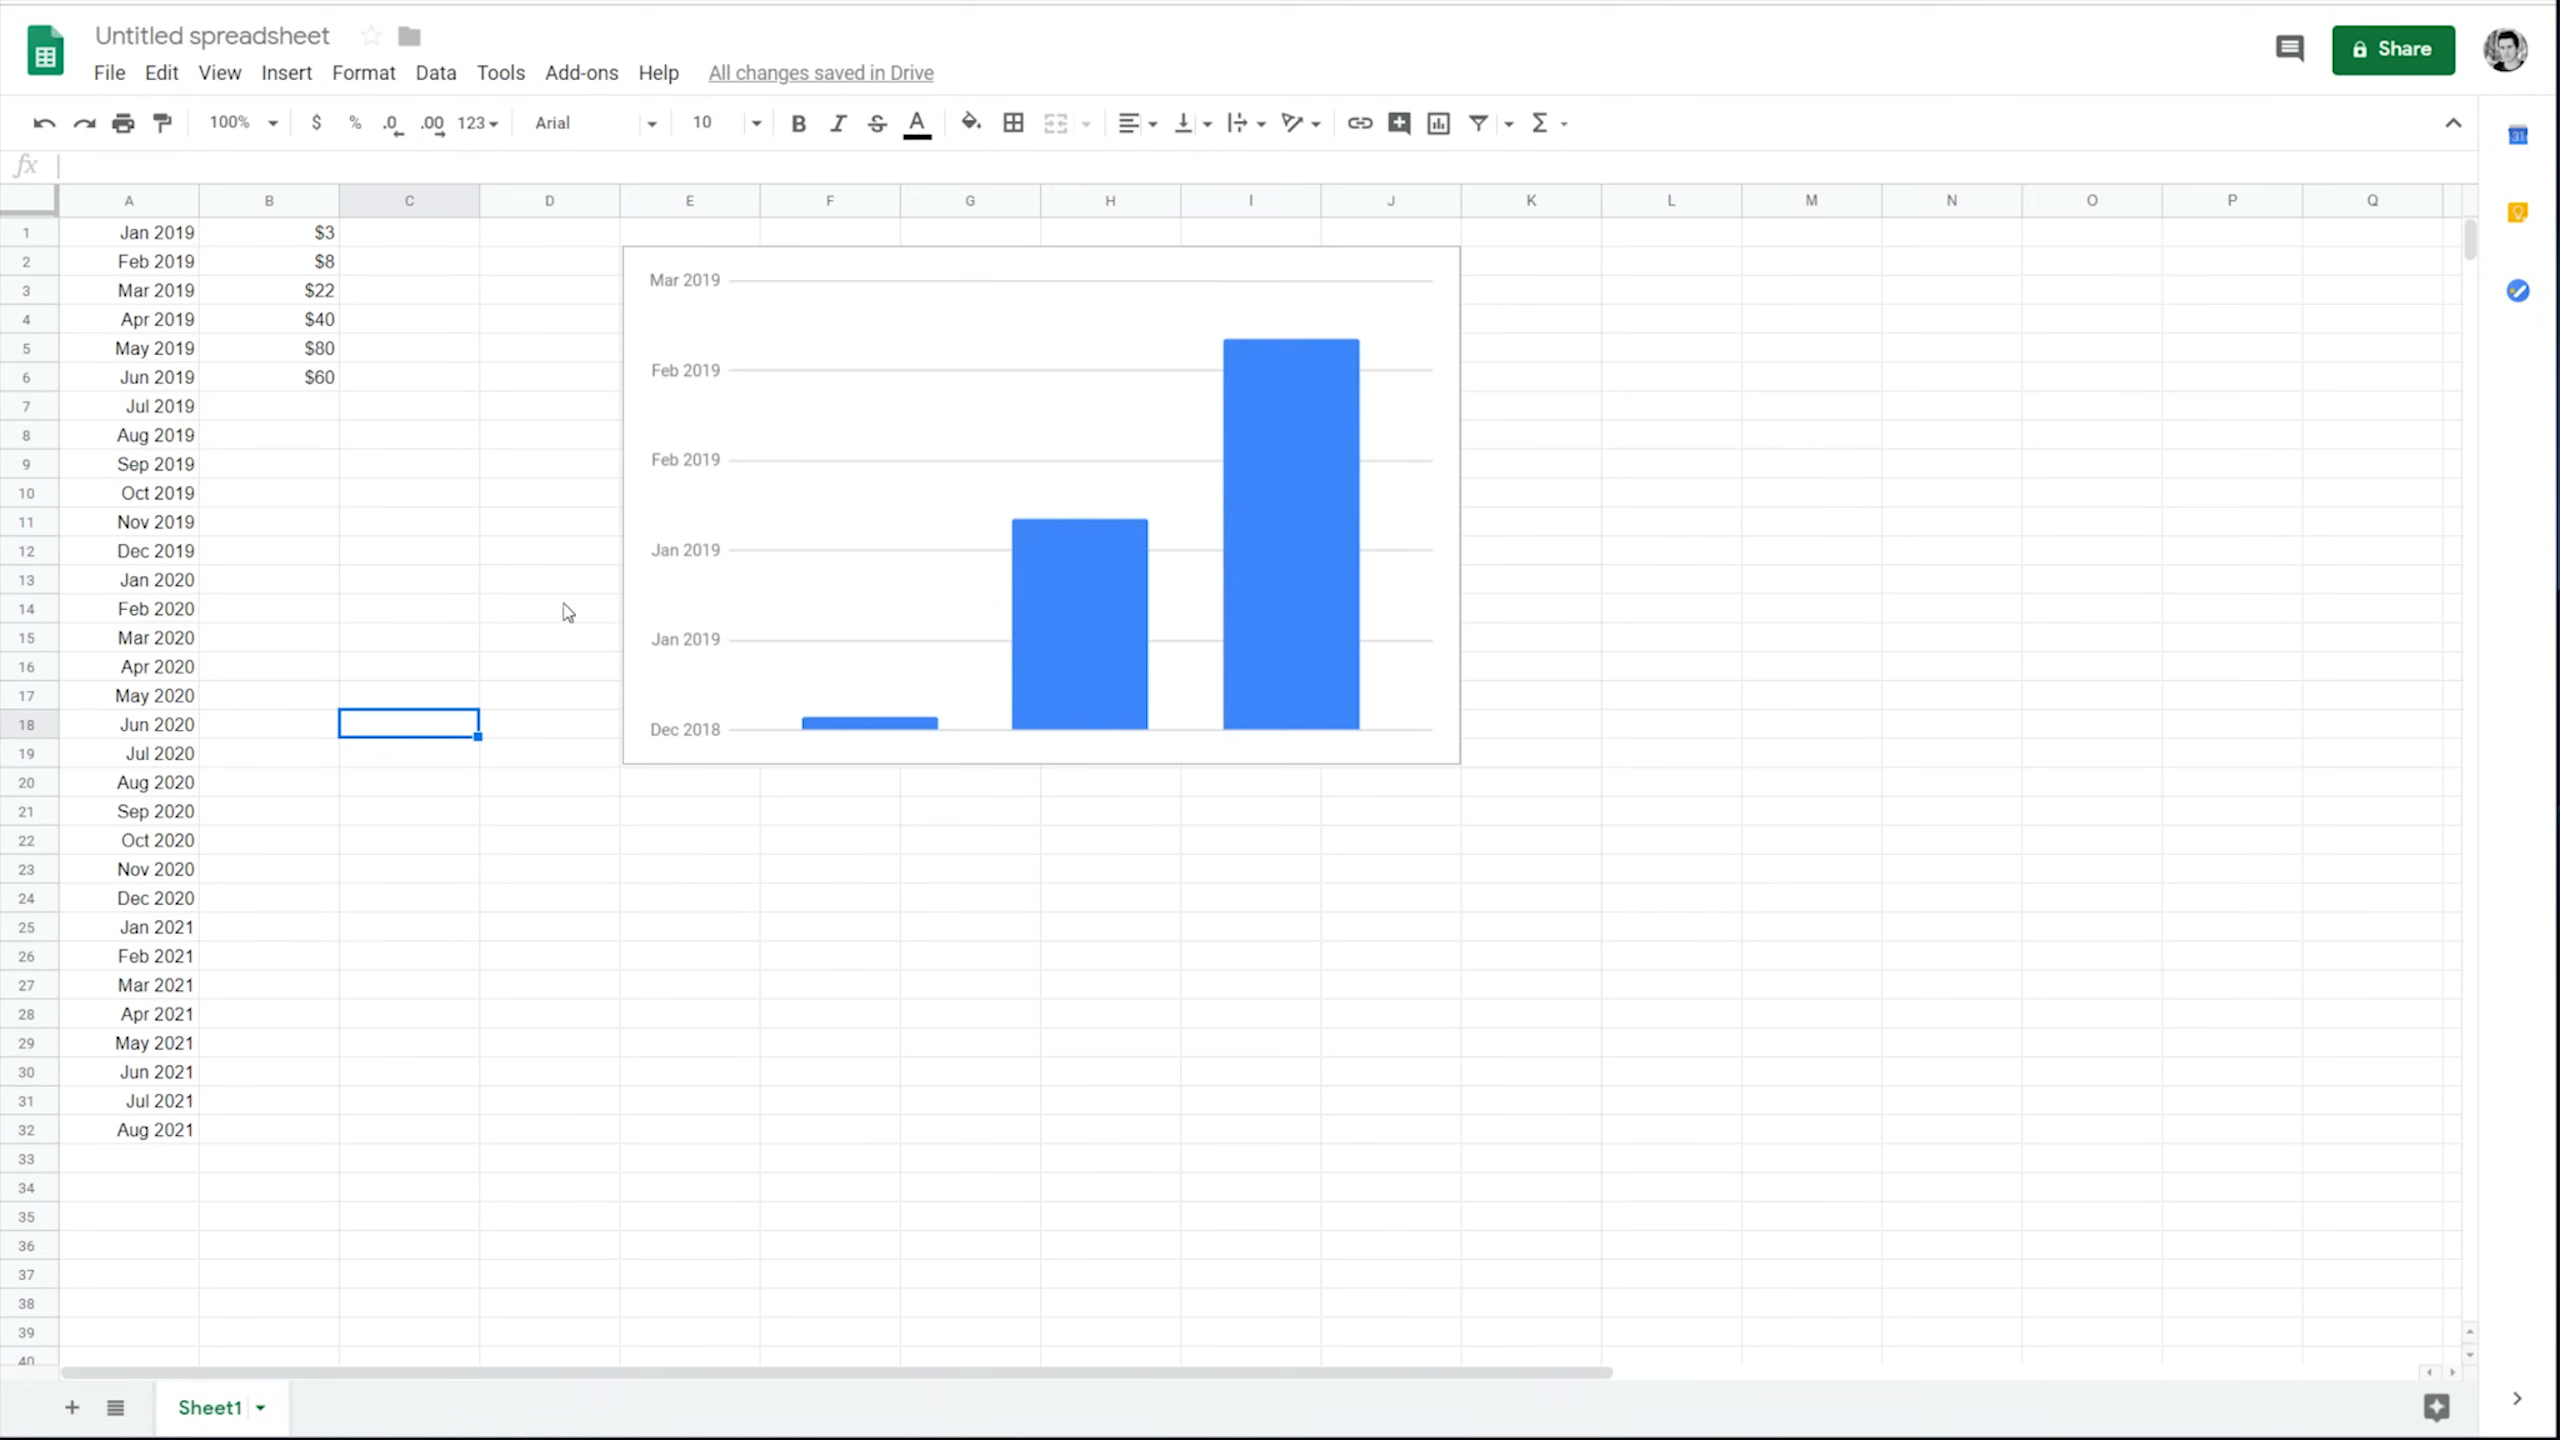 Untitled spreadsheet
File Edit View Insert Format Data Tools Add-ons Help All changes saved in Drive
Share
100% $ % .0 .00 123 Arial 10 B I S A Σ
31
fx
A B C D E F G H I J K L M N O P Q
1 Jan 2019 $3
2 Feb 2019 $8
3 Mar 2019 $22
4 Apr 2019 $40
5 May 2019 $80
6 Jun 2019 $60
7 Jul 2019
8 Aug 2019
9 Sep 2019
10 Oct 2019
11 Nov 2019
12 Dec 2019
13 Jan 2020
14 Feb 2020
15 Mar 2020
16 Apr 2020
17 May 2020
18 Jun 2020
19 Jul 2020
20 Aug 2020
21 Sep 2020
22 Oct 2020
23 Nov 2020
24 Dec 2020
25 Jan 2021
26 Feb 2021
27 Mar 2021
28 Apr 2021
29 May 2021
30 Jun 2021
31 Jul 2021
32 Aug 2021
33
34
35
36
37
38
39
40
Mar 2019
Feb 2019
Feb 2019
Jan 2019
Jan 2019
Dec 2018
Sheet1